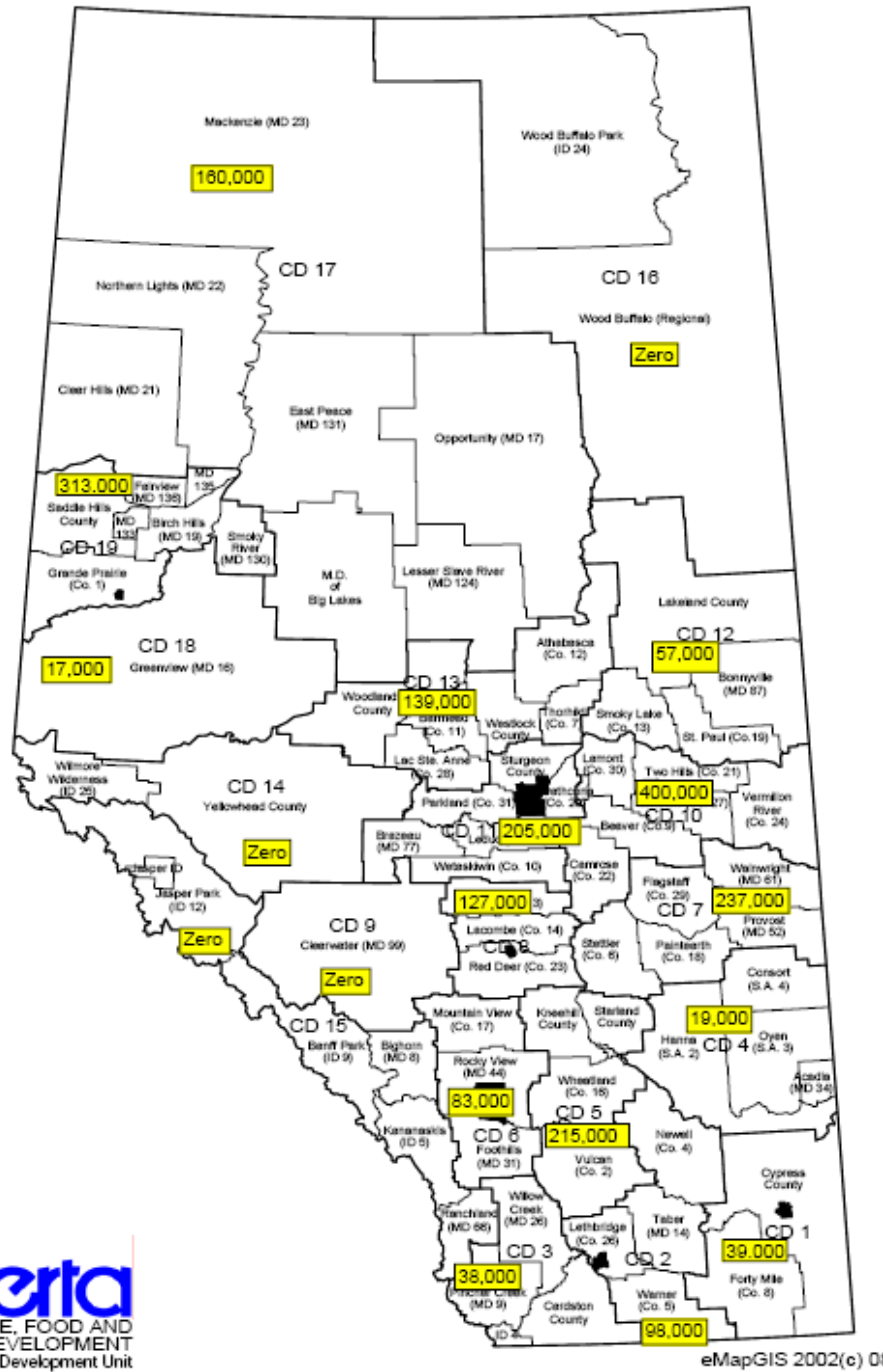 Mackenzie (MD 23)
160,000
Wood Buffalo Park
(ID 24)
CD 17
CD 16
Northern Lights (MD 22)
Wood Buffalo (Regional)
Zero
Clear Hills (MD 21)
East Peace
(MD 131)
Opportunity (MD 17)
313.000
Fairview
(MD 136)
MD
135
Saddle Hills
County
MD
133
Birch Hills
(MD 19)
Smoky
River
(MD 130)
CD 19
Grande Prairie
(Co. 1)
M.D.
of
Big Lakes
Lesser Slave River
(MD 124)
Lakeland County
CD 18
Greenview (MD 16)
17,000
Athabasca
(Co. 12)
CD 12
57,000
Bonnyville
(MD 87)
CD 13
139,000
Woodland
County
Barrhead
(Co. 11)
Westlock
County
Thorhild
(Co. 7)
Smoky Lake
(Co. 13)
St. Paul (Co.19)
Wilmore
Wilderness
(ID 25)
Lac Ste. Anne
(Co. 28)
Sturgeon
County
Lamont
(Co. 30)
Two Hills (Co. 21)
CD 14
Yellowhead County
Parkland (Co. 31)
400,000
27)
Vermilion
River
(Co. 24)
CD 10
Zero
Brazeau
(MD 77)
CD 11
205,000
Beaver (Co.9)
Wetaskiwin (Co. 10)
Camrose
(Co. 22)
Jasper Park
(ID 12)
Flagstaff
(Co. 29)
CD 7
Wainwright
(MD 61)
237,000
Provost
(MD 52)
127,000
3)
CD 9
Clearwater (MD 99)
Zero
Lacombe (Co. 14)
CD 8
Red Deer (Co. 23)
Stettler
(Co. 6)
Paintearth
(Co. 18)
Zero
Consort
(S.A. 4)
CD 15
Banff Park
(ID 9)
Bighorn
(MD 8)
Mountain View
(Co. 17)
Kneehill
County
Starland
County
19,000
Hanna
(S.A. 2)
CD 4
Oyen
(S.A. 3)
Acadia
(MD 34)
Rocky View
(MD 44)
83,000
Wheatland
(Co. 16)
CD 5
215,000
Kananaskis
(ID 5)
CD 6
Foothills
(MD 31)
Vulcan
(Co. 2)
Newell
(Co. 4)
Cypress
County
Ranchland
(MD 66)
Willow
Creek
(MD 26)
Lethbridge
(Co. 26)
Taber
(MD 14)
CD 1
CD 3
CD 2
39.000
38,000
Pincher Creek
(MD 9)
Forty Mile
(Co. 8)
Warner
(Co. 5)
Cardston
County
98,000
ID 4
erta
E, FOOD AND
EVELOPMENT
Development Unit
eMapGIS 2002(c) 0